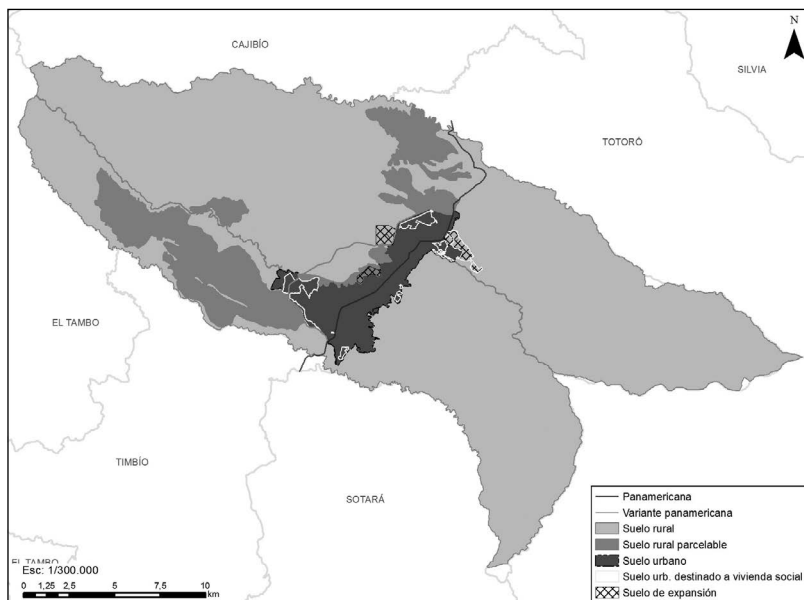 N
CAJIBÍO
SILVIA
TOTORÓ
EL TAMBO
TIMBÍO
SOTARÁ
EL TAMBO
Esc: 1/300.000
0 1,25 2,5 5 7,5 10
km
Panamericana
Variante panamericana
Suelo rural
Suelo rural parcelable
Suelo urbano
Suelo urb. destinado a vivienda social
Suelo de expansión